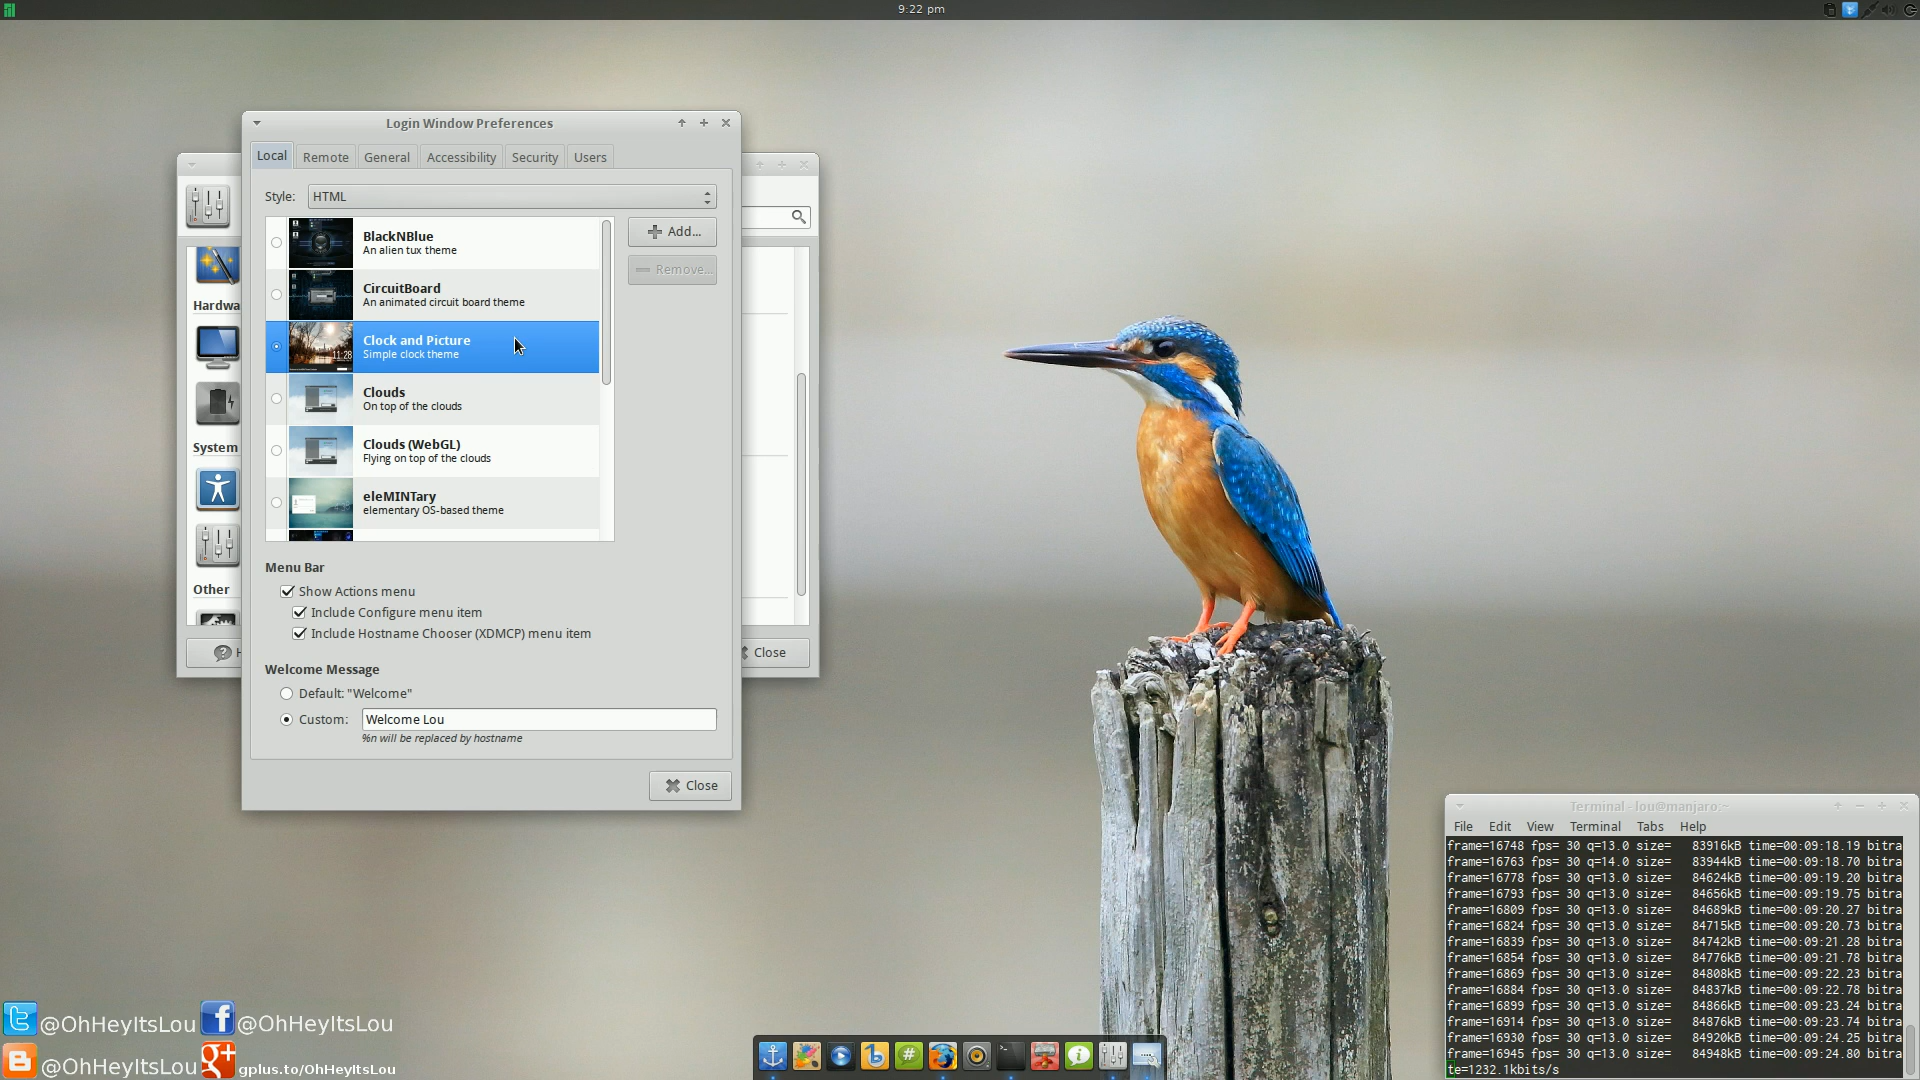 9:22 pm
Login Window Preferences
Local
Remote
General
Accessibility
Security
Users
Style:
HTML
BlackNBlue
An alien tux theme
CircuitBoard
An animated circuit board theme
Clock and Picture
Simple clock theme
11:28
Clouds
On top of the clouds
Clouds (WebGL)
Flying on top of the clouds
eleMINTary
elementary OS-based theme
Add...
Remove...
Menu Bar
Show Actions menu
Include Configure menu item
Include Hostname Chooser (XDMCP) menu item
Welcome Message
Default: "Welcome"
Custom:
Welcome Lou
%n will be replaced by hostname
Close
Hardwa
System
Other
H
Close
Terminal - lou@manjaro:~
File Edit View Terminal Tabs Help
frame=16748 fps= 30 q=13.0 size= 83916kB time=00:09:18.19 bitra
frame=16763 fps= 30 q=14.0 size= 83944kB time=00:09:18.70 bitra
frame=16778 fps= 30 q=13.0 size= 84624kB time=00:09:19.20 bitra
frame=16793 fps= 30 q=13.0 size= 84656kB time=00:09:19.75 bitra
frame=16809 fps= 30 q=13.0 size= 84689kB time=00:09:20.27 bitra
frame=16824 fps= 30 q=13.0 size= 84715kB time=00:09:20.73 bitra
frame=16839 fps= 30 q=13.0 size= 84742kB time=00:09:21.28 bitra
frame=16854 fps= 30 q=13.0 size= 84776kB time=00:09:21.78 bitra
frame=16869 fps= 30 q=13.0 size= 84808kB time=00:09:22.23 bitra
frame=16884 fps= 30 q=13.0 size= 84837kB time=00:09:22.78 bitra
frame=16899 fps= 30 q=13.0 size= 84866kB time=00:09:23.24 bitra
frame=16914 fps= 30 q=13.0 size= 84876kB time=00:09:23.74 bitra
frame=16930 fps= 30 q=13.0 size= 84920kB time=00:09:24.25 bitra
frame=16945 fps= 30 q=13.0 size= 84948kB time=00:09:24.80 bitra
te=1232.1kbits/s
@OhHeyItsLou
@OhHeyItsLou
@OhHeyItsLou
gplus.to/OhHeyItsLou